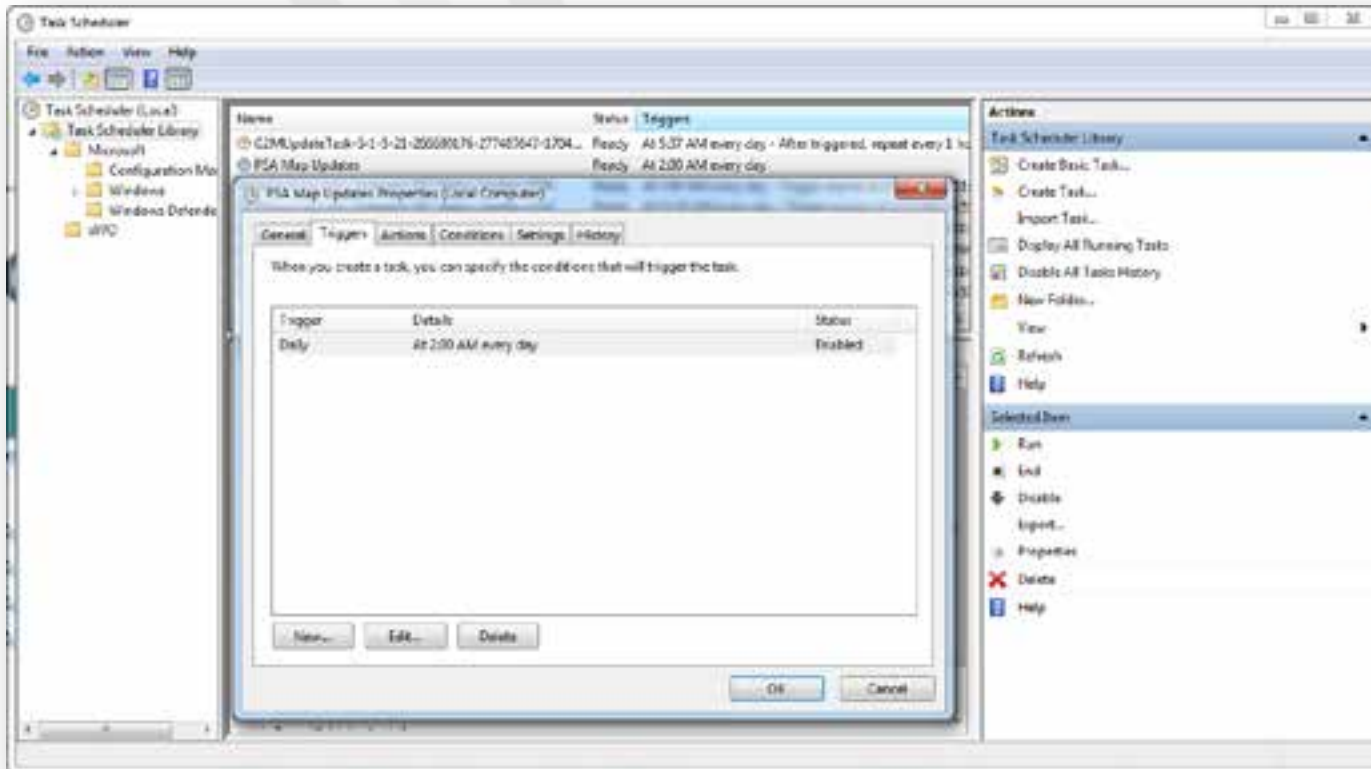 Task Scheduler
File Action View Help
Task Scheduler (Local)
Task Scheduler Library
Microsoft
Configuration Ma
Windows
Windows Defende
WPD
Name Status Triggers
Ready At 5:37 AM every day - After triggered, repeat every 1 ho
PSA Map Updates Ready At 2:00 AM every day
PSA Map Updates Properties (Local Computer)
General Triggers Actions Conditions Settings History
When you create a task, you can specify the conditions that will trigger the task.
Trigger Details Status
Daily At 2:00 AM every day Enabled
New... Edit... Delete
OK Cancel
Actions
Task Scheduler Library
Create Basic Task...
Create Task...
Import Task...
Display All Running Tasks
Disable All Tasks History
New Folder...
View
Refresh
Help
Selected Item
Run
End
Disable
Export...
Properties
Delete
Help